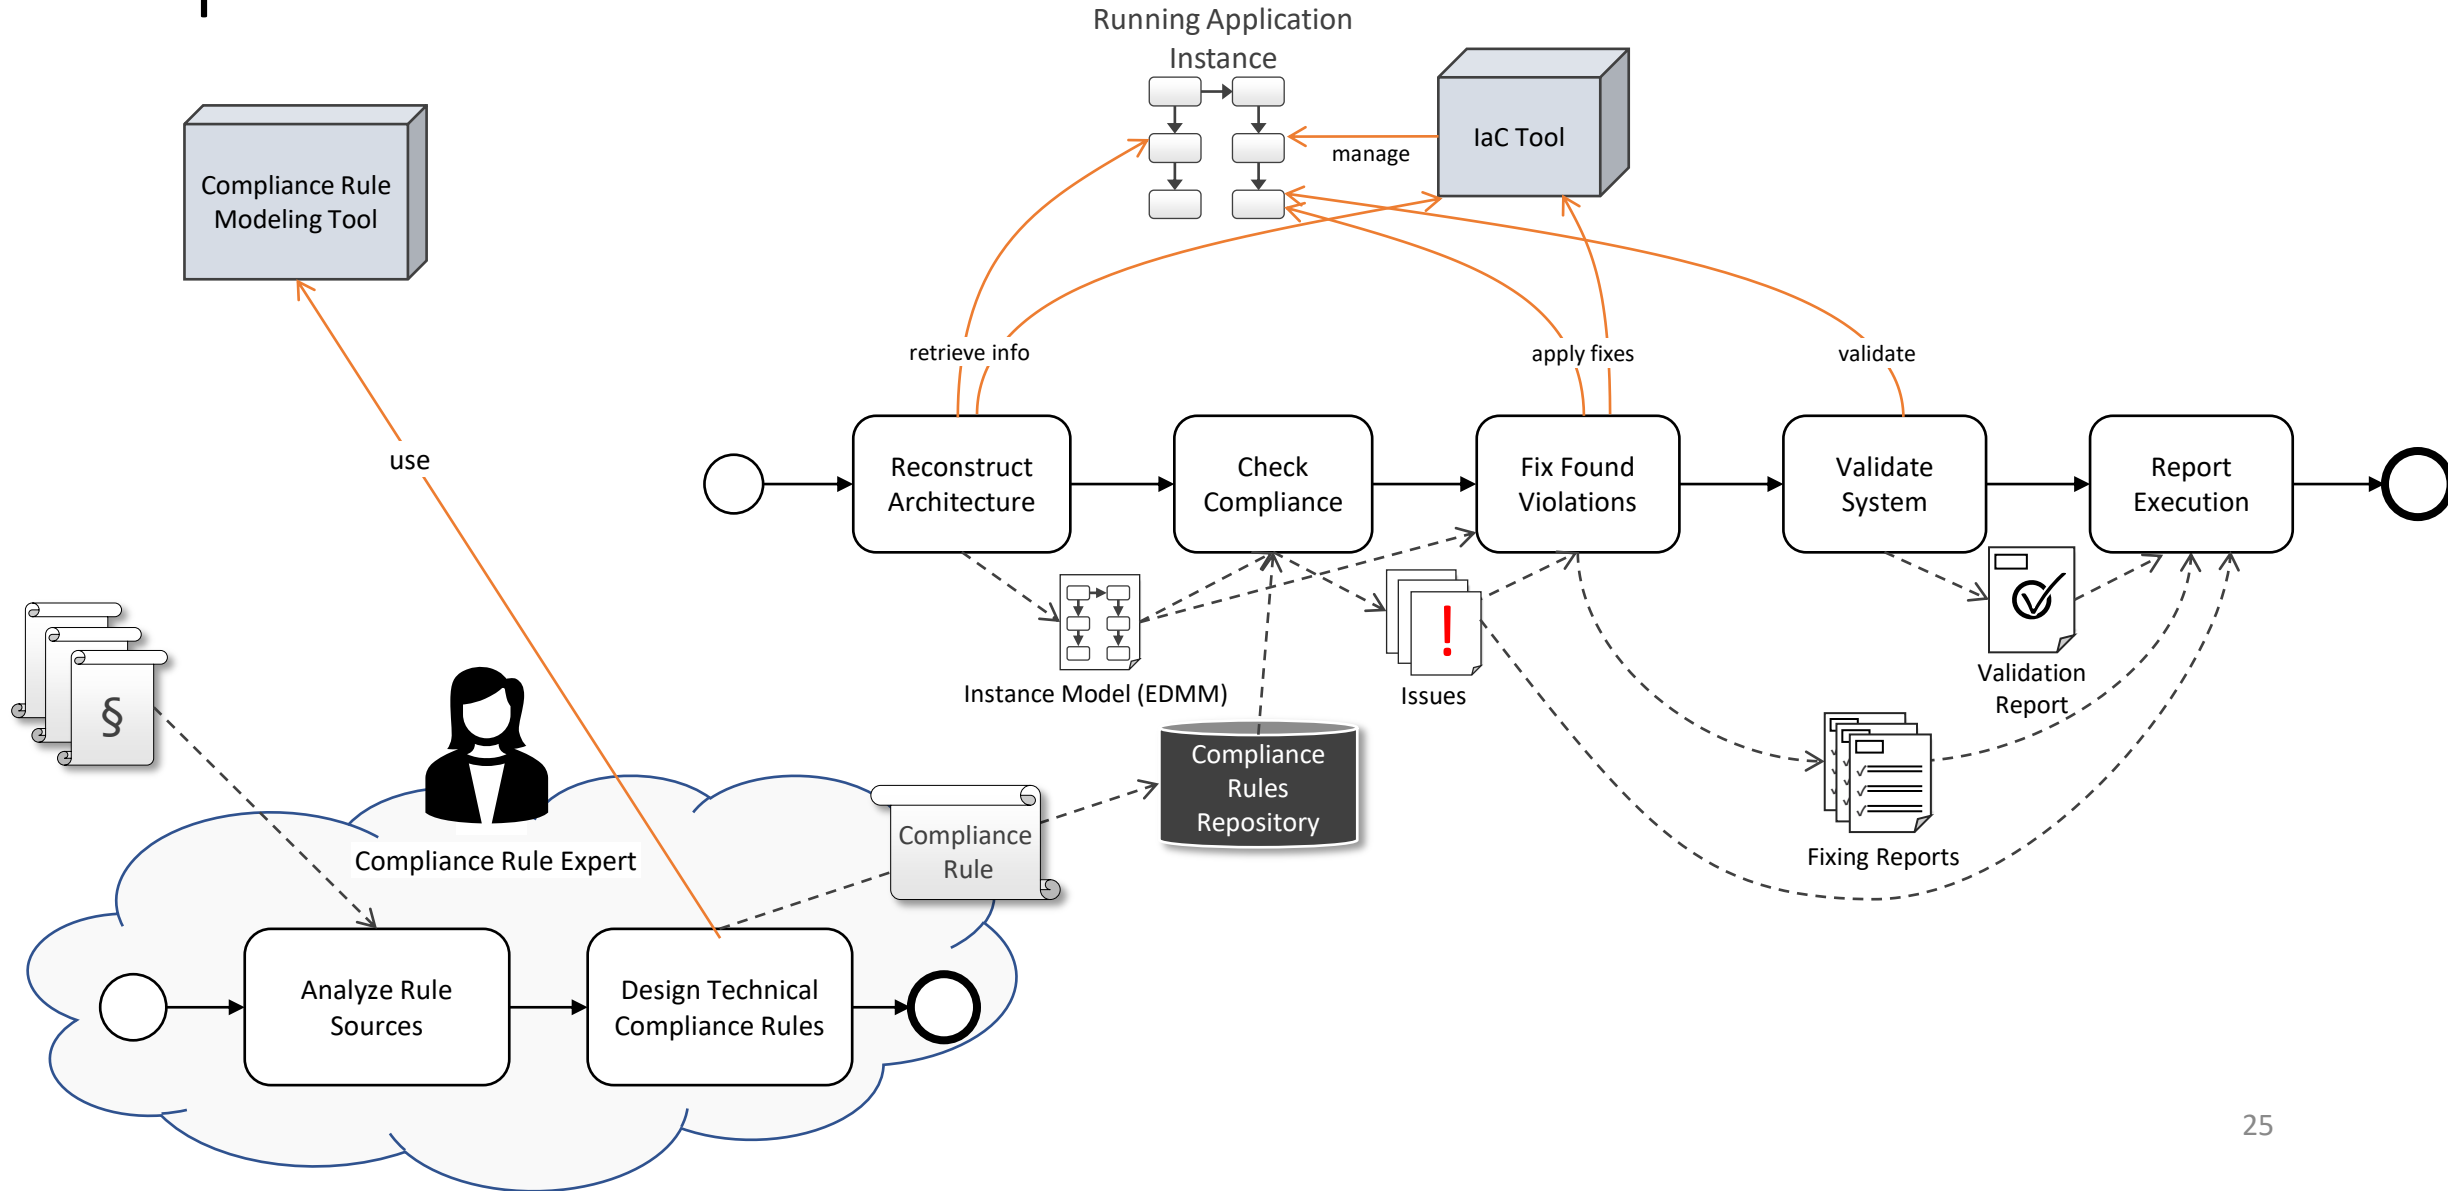 Running Application
Instance
IaC Tool
manage
Compliance Rule
Modeling Tool
retrieve info
apply fixes
validate
use
Reconstruct
Architecture
Check
Compliance
Fix Found
Violations
Validate
System
Report
Execution
§
!
Instance Model (EDMM)
Issues
Validation
Report
Compliance
Rules
Repository
Compliance
Rule
Fixing Reports
Compliance Rule Expert
Analyze Rule
Sources
Design Technical
Compliance Rules
25